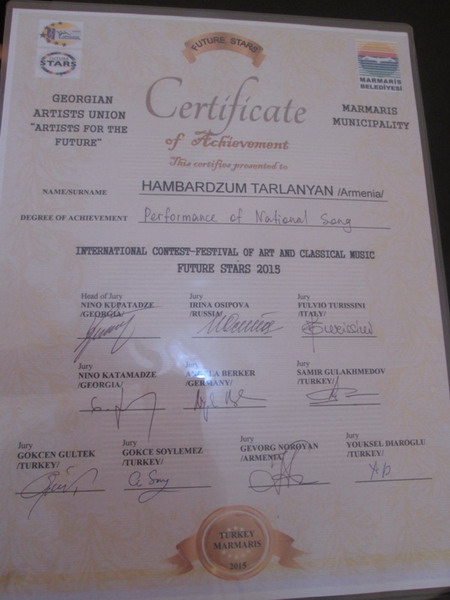 FUTURE STARS
STARS
MARMARIS
BELEDİYESİ
GEORGIAN
ARTISTS UNION
"ARTISTS FOR THE
FUTURE"
MARMARIS
MUNICIPALITY
Certificate
of Achievement
This certifies presented to
NAME/SURNAME HAMBARDZUM TARLANYAN /Armenia/
DEGREE OF ACHIEVEMENT Performance of National Song
INTERNATIONAL CONTEST-FESTIVAL OF ART AND CLASSICAL MUSIC
FUTURE STARS 2015
Head of Jury
NINO KUPATADZE
/GEORGIA/
Jury
IRINA OSIPOVA
/RUSSIA/
Jury
FULVIO TURISSINI
/ITALY/
Jury
NINO KATAMADZE
/GEORGIA/
Jury
ANGELA BERKER
/GERMANY/
Jury
SAMIR GULAKHMEDOV
/TURKEY/
Jury
GOKCEN GULTEK
/TURKEY/
Jury
GOKCE SOYLEMEZ
/TURKEY/
Jury
GEVORG NOROYAN
/ARMENIA/
Jury
YOUKSEL DIAROGLU
/TURKEY/
TURKEY
MARMARIS
2015